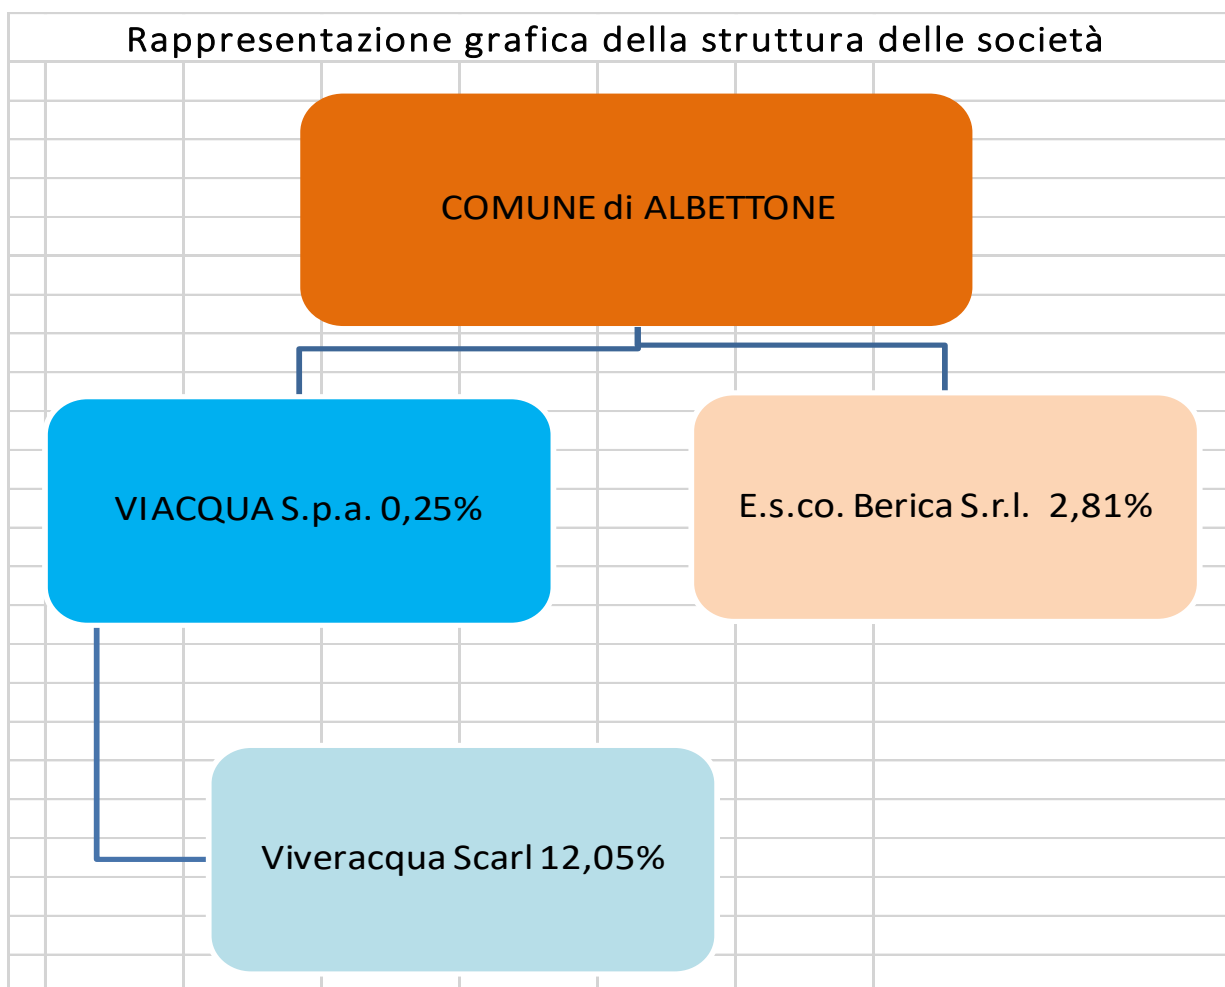 Rappresentazione grafica della struttura delle società
COMUNE di ALBETTONE
VIACQUA S.p.a. 0,25%
E.s.co. Berica S.r.l. 2,81%
Viveracqua Scarl 12,05%